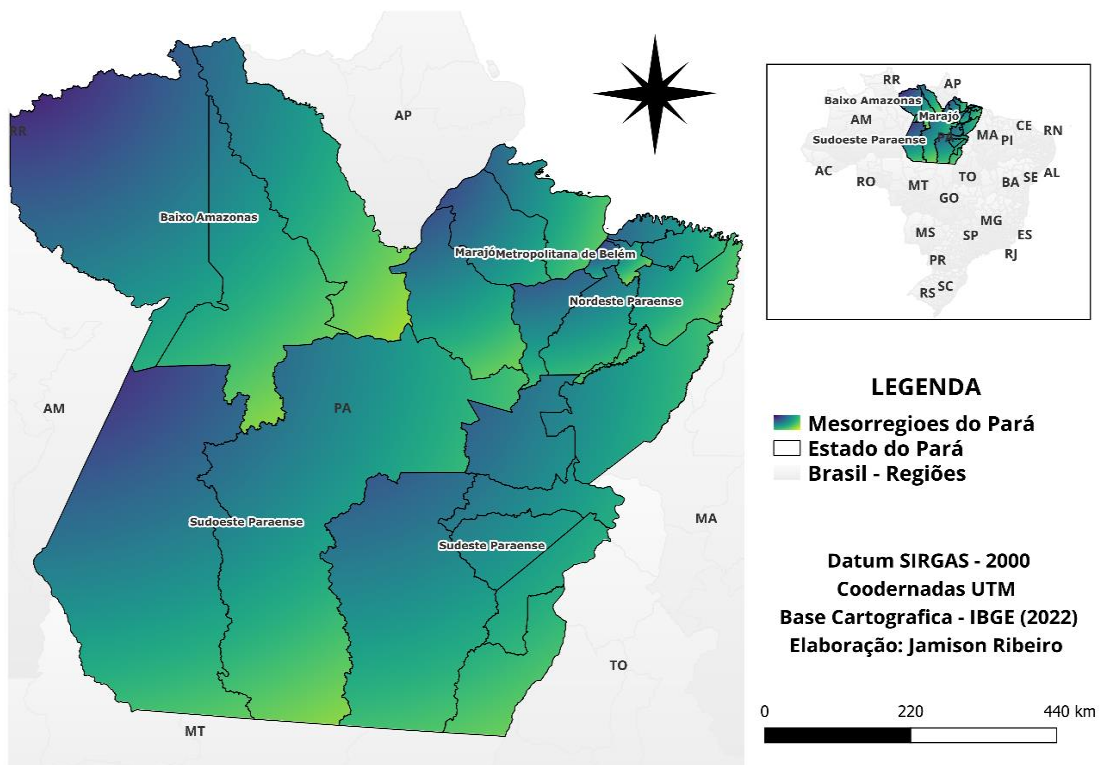 RR
AP
Baixo Amazonas
Marajó
Metropolitana de Belém
Nordeste Paraense
AM
PA
Sudoeste Paraense
Sudeste Paraense
MA
TO
MT
RR
AP
Baixo Amazonas
Marajó
AM
PA
CE
RN
MA
PI
Sudoeste Paraense
AC
RO
MT
TO
BA
SE
AL
GO
MG
MS
SP
ES
PR
RJ
SC
RS
LEGENDA
Mesorregioes do Pará
Estado do Pará
Brasil - Regiões
Datum SIRGAS - 2000
Coodernadas UTM
Base Cartografica - IBGE (2022)
Elaboração: Jamison Ribeiro
0 220 440 km